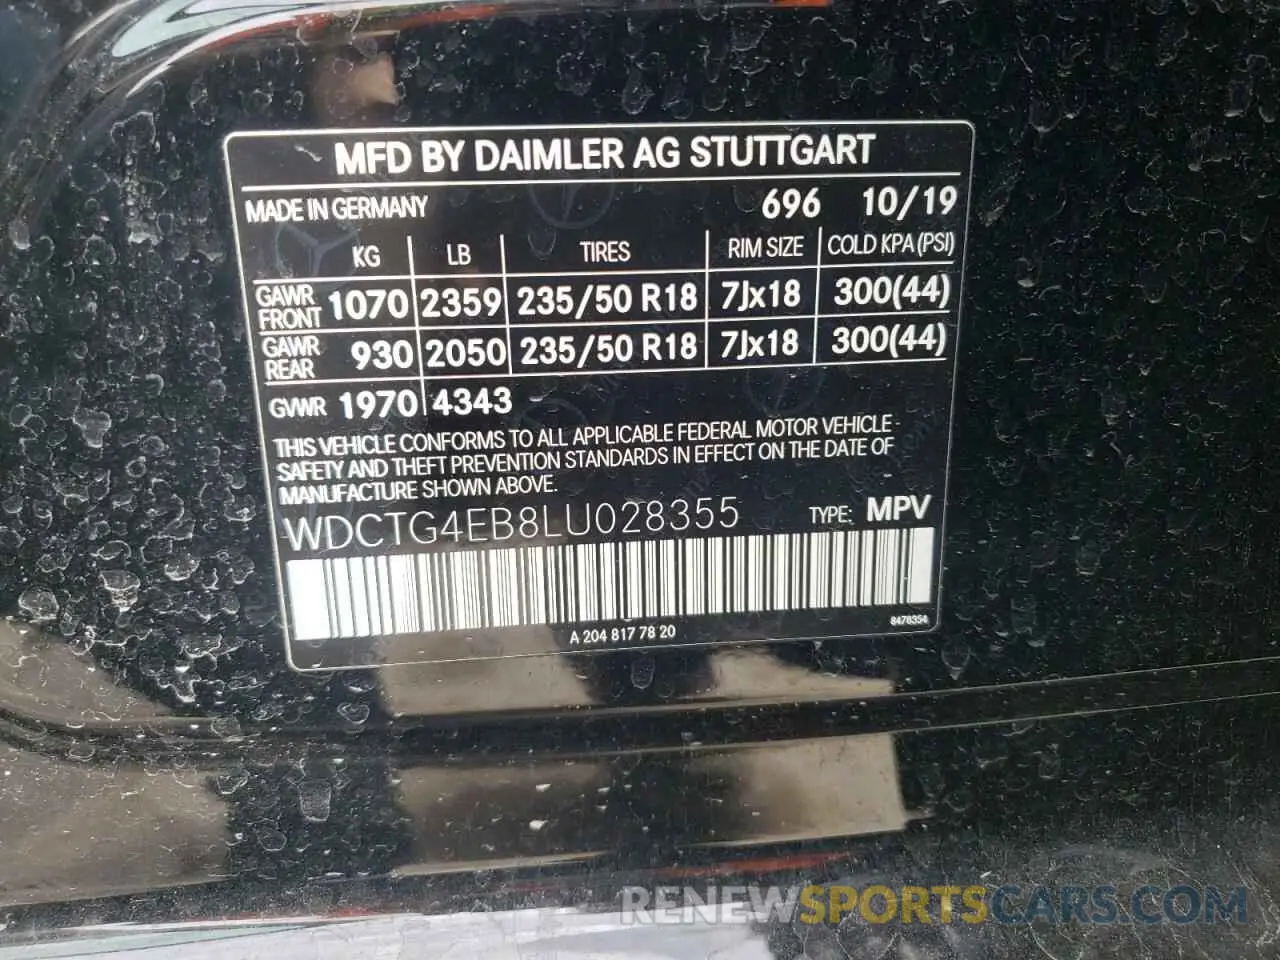 MFD BY DAIMLER AG STUTTGART
MADE IN GERMANY 696 10/19
KG LB TIRES RIM SIZE COLD KPA (PSI)
GAWR FRONT 1070 2359 235/50 R18 7Jx18 300(44)
GAWR REAR 930 2050 235/50 R18 7Jx18 300(44)
GVWR 1970 4343
THIS VEHICLE CONFORMS TO ALL APPLICABLE FEDERAL MOTOR VEHICLE
SAFETY AND THEFT PREVENTION STANDARDS IN EFFECT ON THE DATE OF
MANUFACTURE SHOWN ABOVE.
WDCTG4EB8LU028355 TYPE: MPV
A 204 817 78 20 8478354
RENEWSPORTSCARS.COM